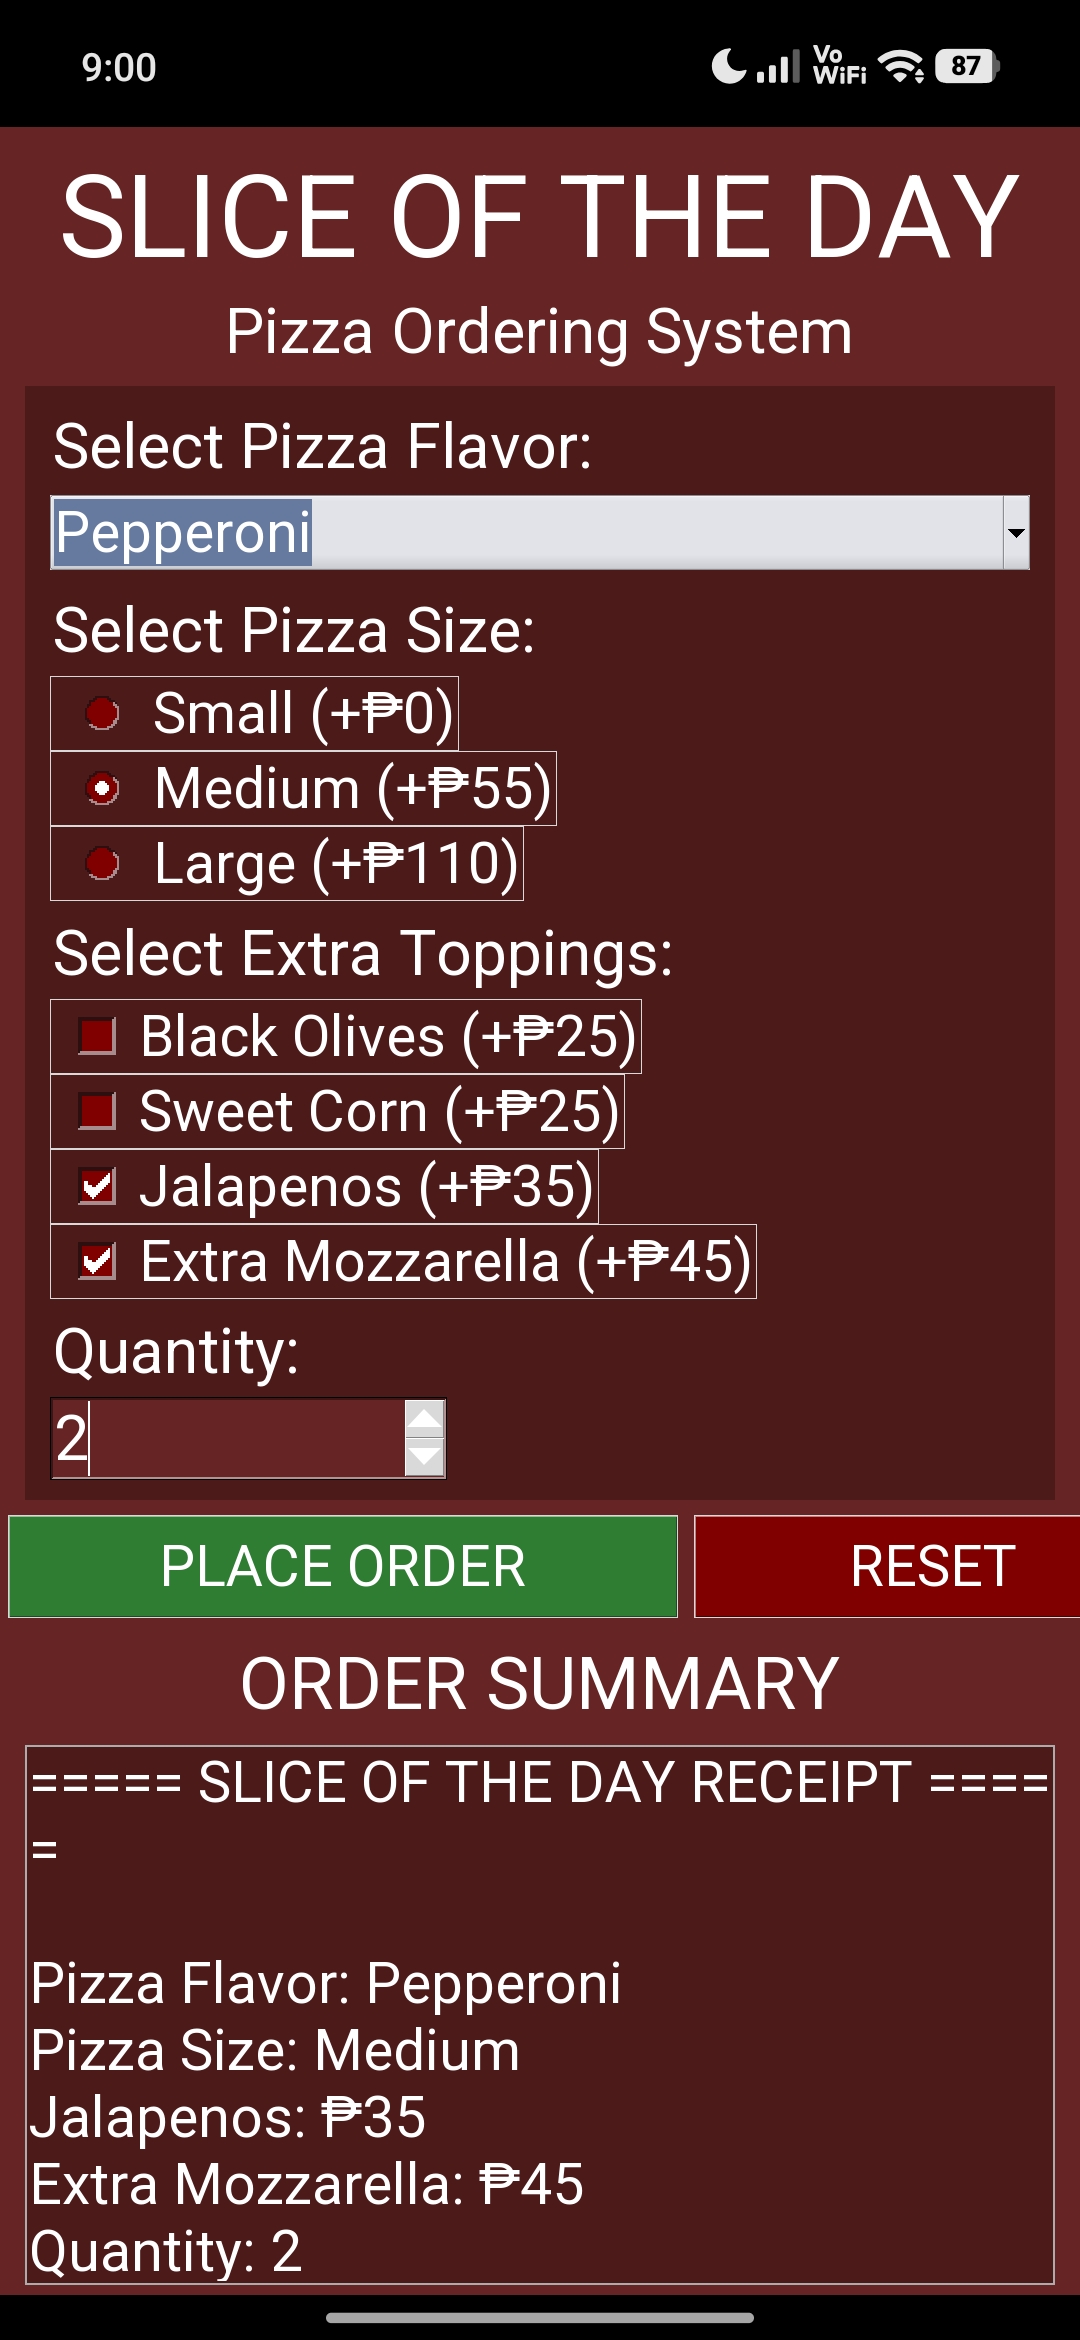 9:00
Vo
WiFi
87
SLICE OF THE DAY
Pizza Ordering System
Select Pizza Flavor:
Pepperoni
Select Pizza Size:
Small (+₱0)
Medium (+₱55)
Large (+₱110)
Select Extra Toppings:
Black Olives (+₱25)
Sweet Corn (+₱25)
Jalapenos (+₱35)
Extra Mozzarella (+₱45)
Quantity:
2
PLACE ORDER
RESET
ORDER SUMMARY
===== SLICE OF THE DAY RECEIPT ====
=
Pizza Flavor: Pepperoni
Pizza Size: Medium
Jalapenos: ₱35
Extra Mozzarella: ₱45
Quantity: 2